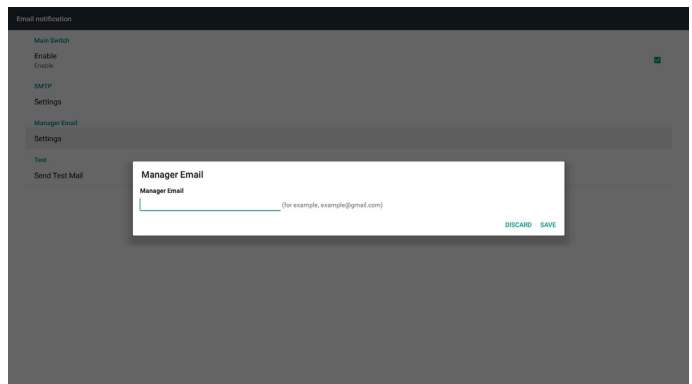 Email notification
Main Switch
Enable
Enable
SMTP
Settings
Manager Email
Settings
Test
Send Test Mail
Manager Email
Manager Email
(for example, example@gmail.com)
DISCARD SAVE